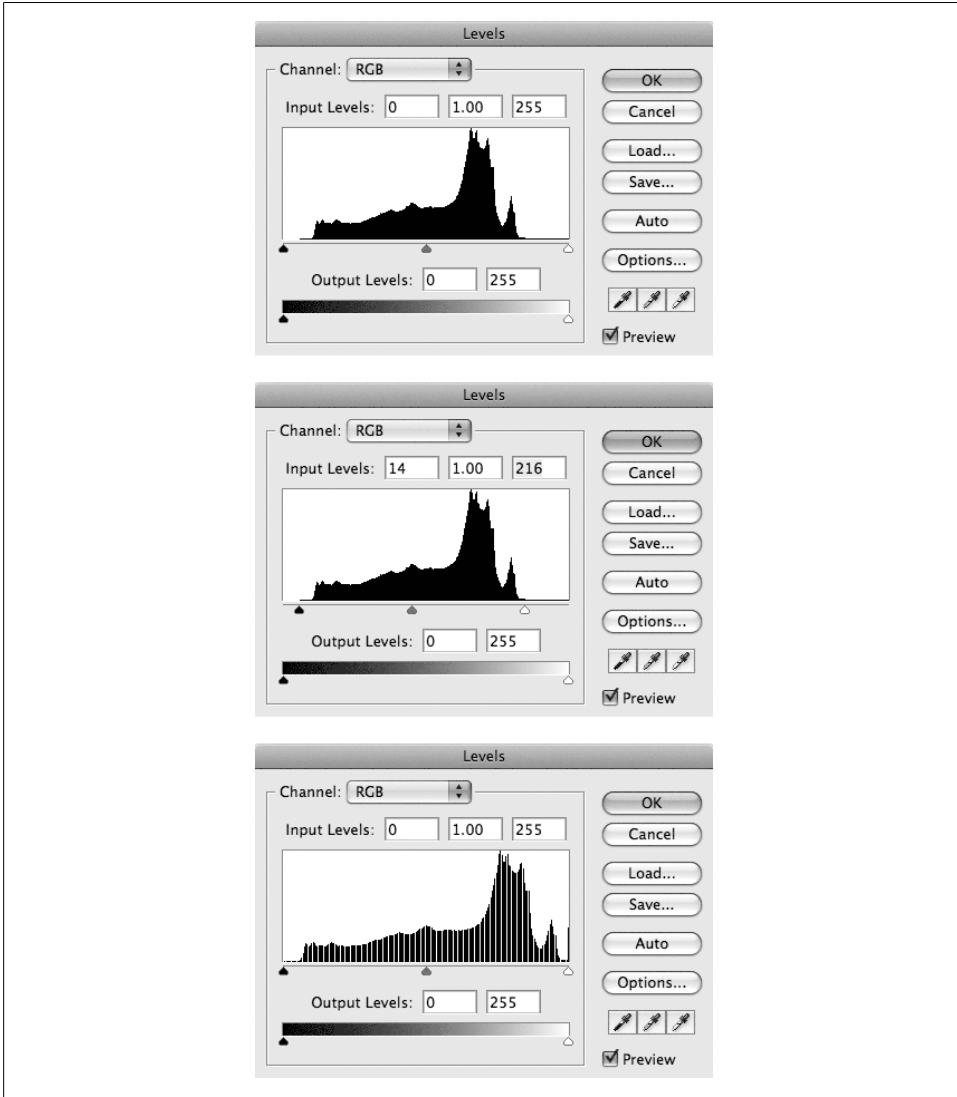 Levels
Channel: RGB
OK
Input Levels: 0 1.00 255
Cancel
Load...
Save...
Auto
Options...
Output Levels: 0 255
Preview
Levels
Channel: RGB
OK
Input Levels: 14 1.00 216
Cancel
Load...
Save...
Auto
Options...
Output Levels: 0 255
Preview
Levels
Channel: RGB
OK
Input Levels: 0 1.00 255
Cancel
Load...
Save...
Auto
Options...
Output Levels: 0 255
Preview